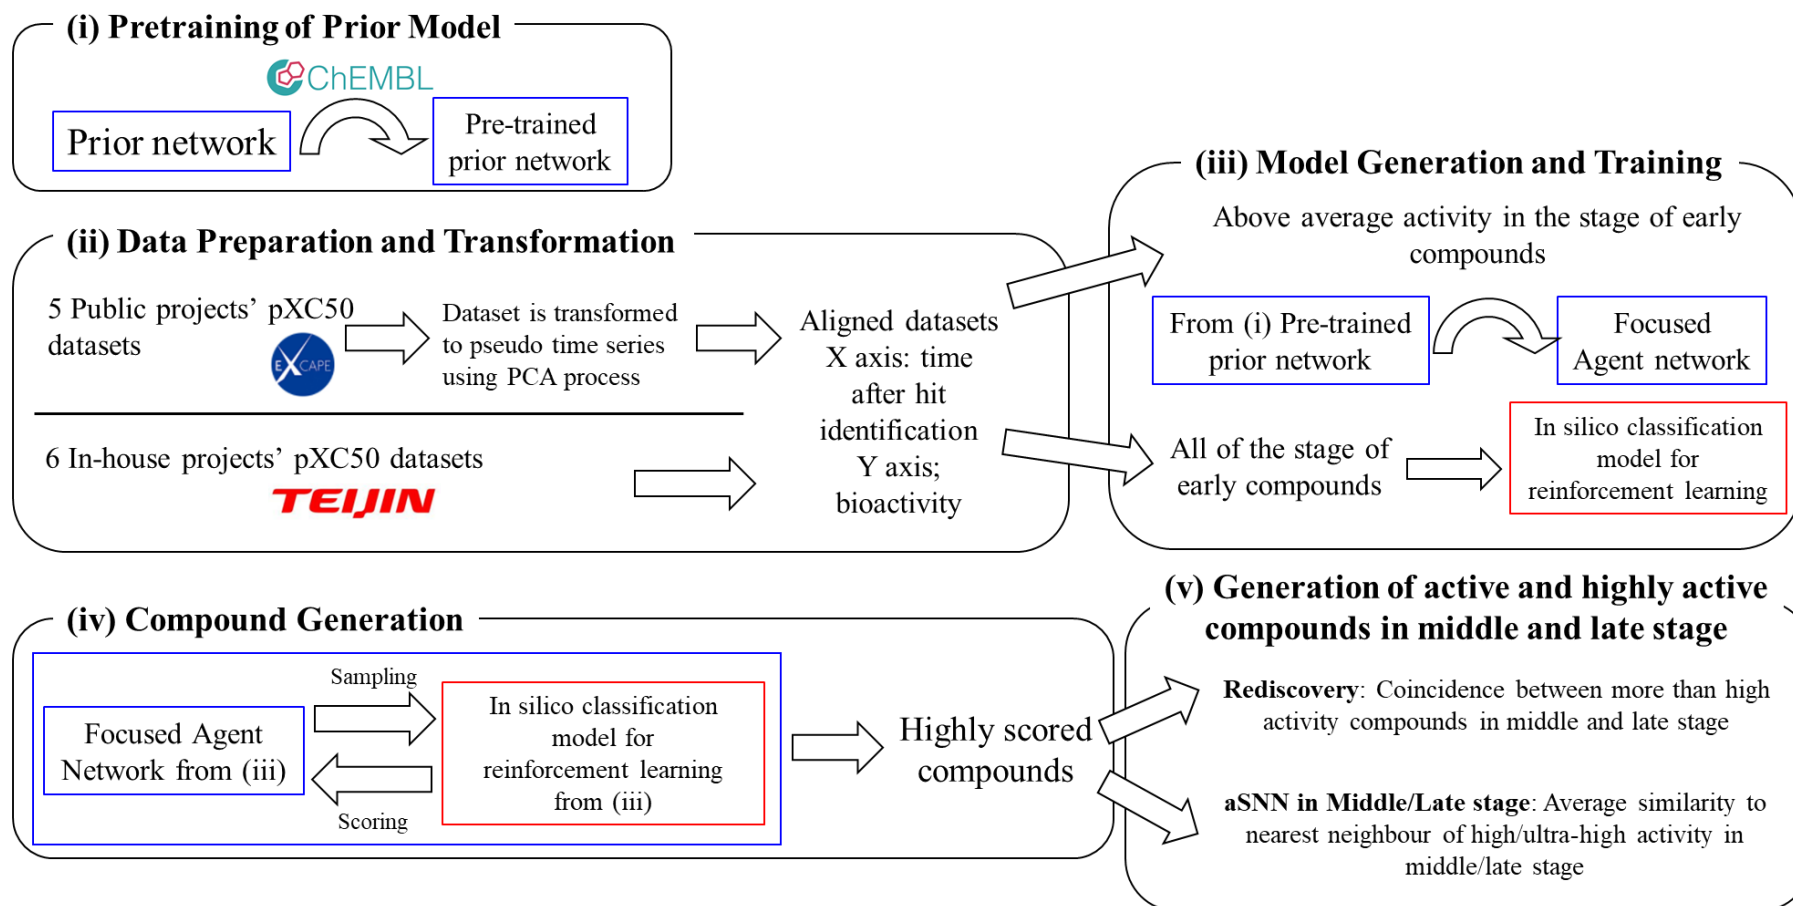 (i) Pretraining of Prior Model
ChEMBL
Prior network
Pre-trained
prior network
(ii) Data Preparation and Transformation
5 Public projects’ pXC50
datasets
EXCAPE
Dataset is transformed
to pseudo time series
using PCA process
6 In-house projects’ pXC50 datasets
TEIJIN
Aligned datasets
X axis: time
after hit
identification
Y axis;
bioactivity
(iii) Model Generation and Training
Above average activity in the stage of early
compounds
From (i) Pre-trained
prior network
Focused
Agent network
All of the stage of
early compounds
In silico classification
model for
reinforcement learning
(iv) Compound Generation
Focused Agent
Network from (iii)
Sampling
Scoring
In silico classification
model for
reinforcement learning
from (iii)
Highly scored
compounds
(v) Generation of active and highly active
compounds in middle and late stage
Rediscovery: Coincidence between more than high
activity compounds in middle and late stage
aSNN in Middle/Late stage: Average similarity to
nearest neighbour of high/ultra-high activity in
middle/late stage